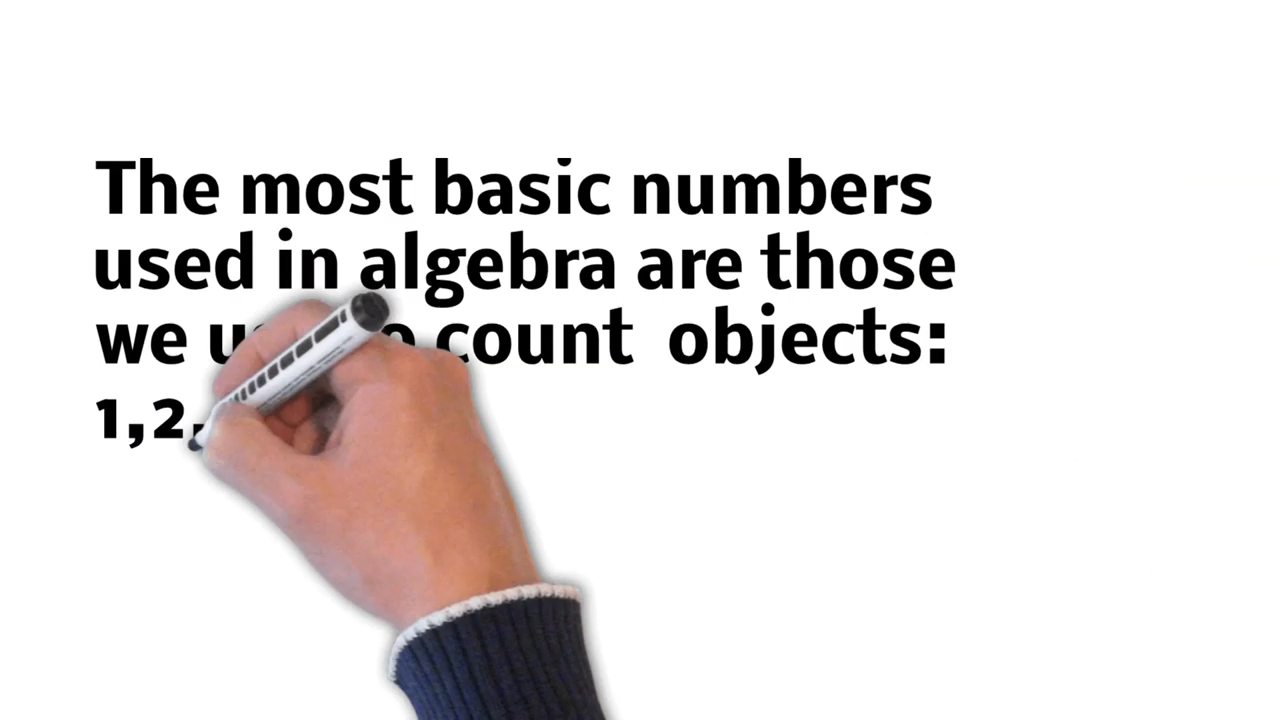 The most basic numbers
used in algebra are those
we count objects:
1,2,